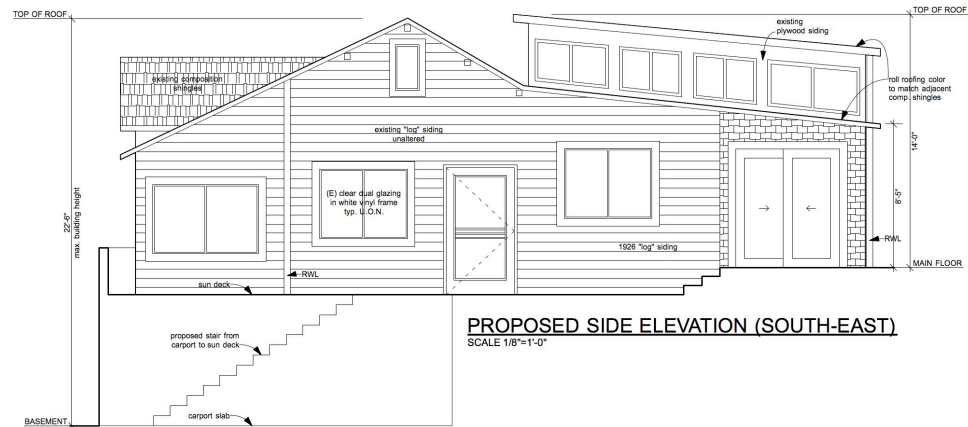 TOP OF ROOF
TOP OF ROOF
existing
plywood siding
existing composition
shingles
roll roofing color
to match adjacent
comp. shingles
existing "log" siding
unaltered
14'-0"
(E) clear dual glazing
in white vinyl frame
typ. U.O.N.
8'-5"
22'-6"
max. building height
1926 "log" siding
RWL
RWL
MAIN FLOOR
sun deck
PROPOSED SIDE ELEVATION (SOUTH-EAST)
SCALE 1/8"=1'-0"
proposed stair from
carport to sun deck
carport slab
BASEMENT